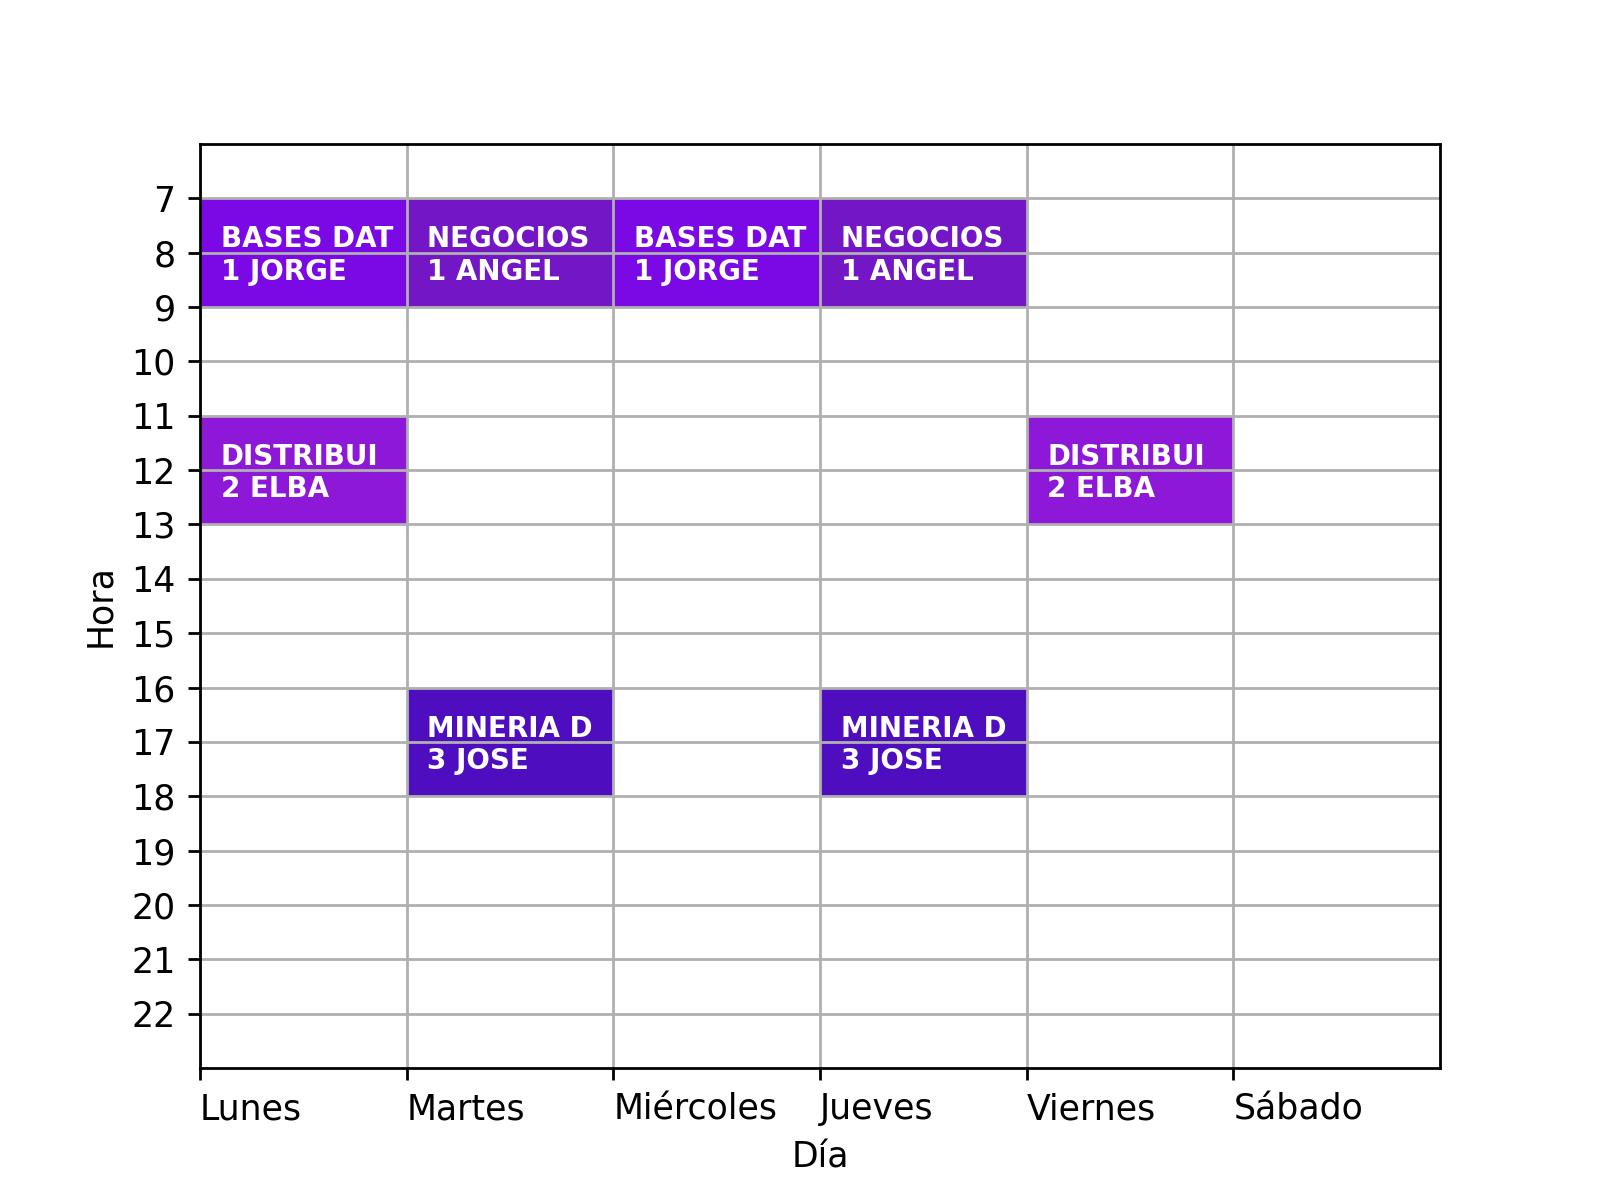 7
BASES DAT
1 JORGE
NEGOCIOS
1 ANGEL
BASES DAT
1 JORGE
NEGOCIOS
1 ANGEL
8
9
10
11
DISTRIBUI
2 ELBA
DISTRIBUI
2 ELBA
12
13
14
15
16
MINERIA D
3 JOSE
MINERIA D
3 JOSE
17
18
19
20
21
22
Hora
Lunes Martes Miércoles Jueves Viernes Sábado
Día